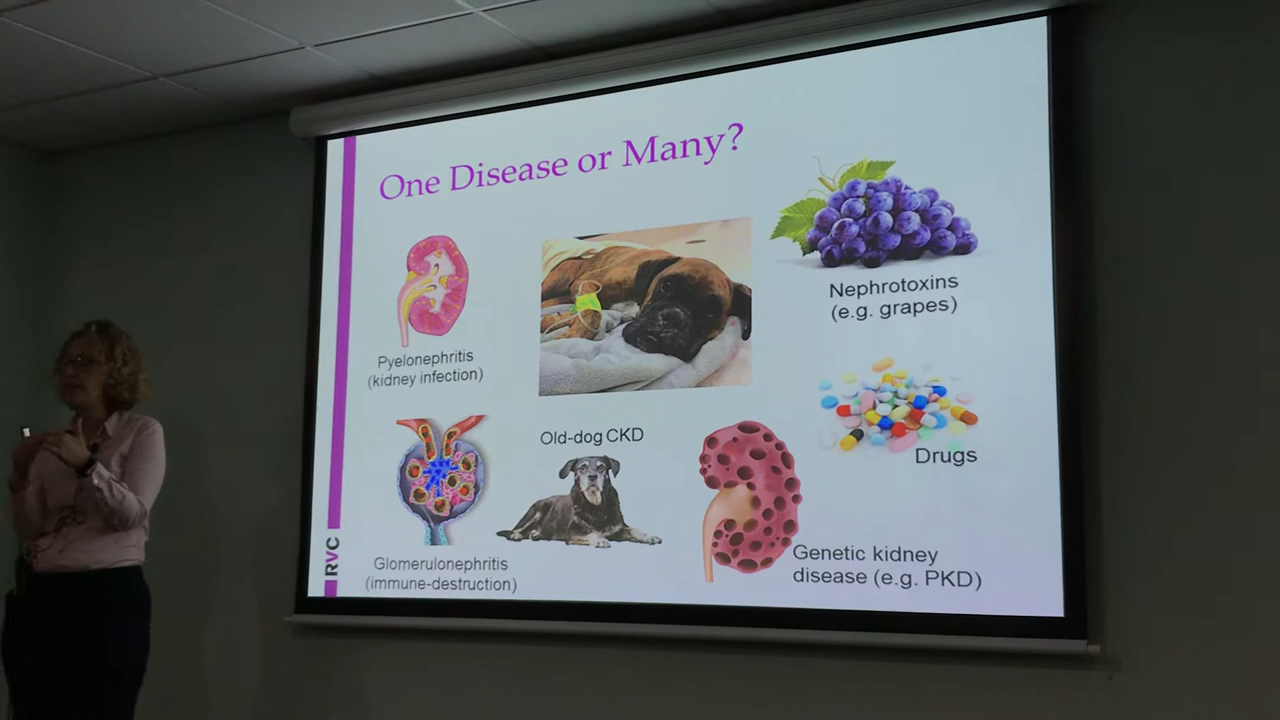 One Disease or Many?
Pyelonephritis
(kidney infection)
Nephrotoxins
(e.g. grapes)
Old-dog CKD
Drugs
Glomerulonephritis
(immune-destruction)
Genetic kidney
disease (e.g. PKD)
RVC